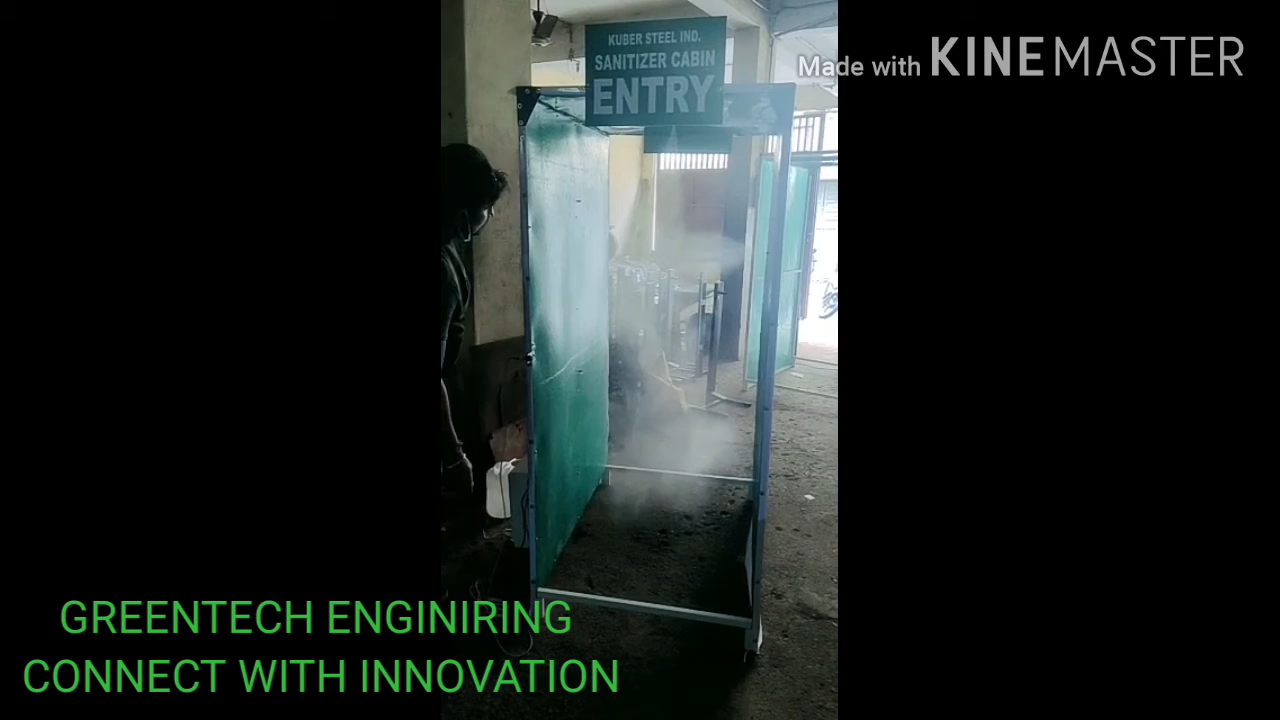 KUBER STEEL IND.
SANITIZER CABIN
ENTRY
Made with KINEMASTER
GREENTECH ENGINIRING
CONNECT WITH INNOVATION